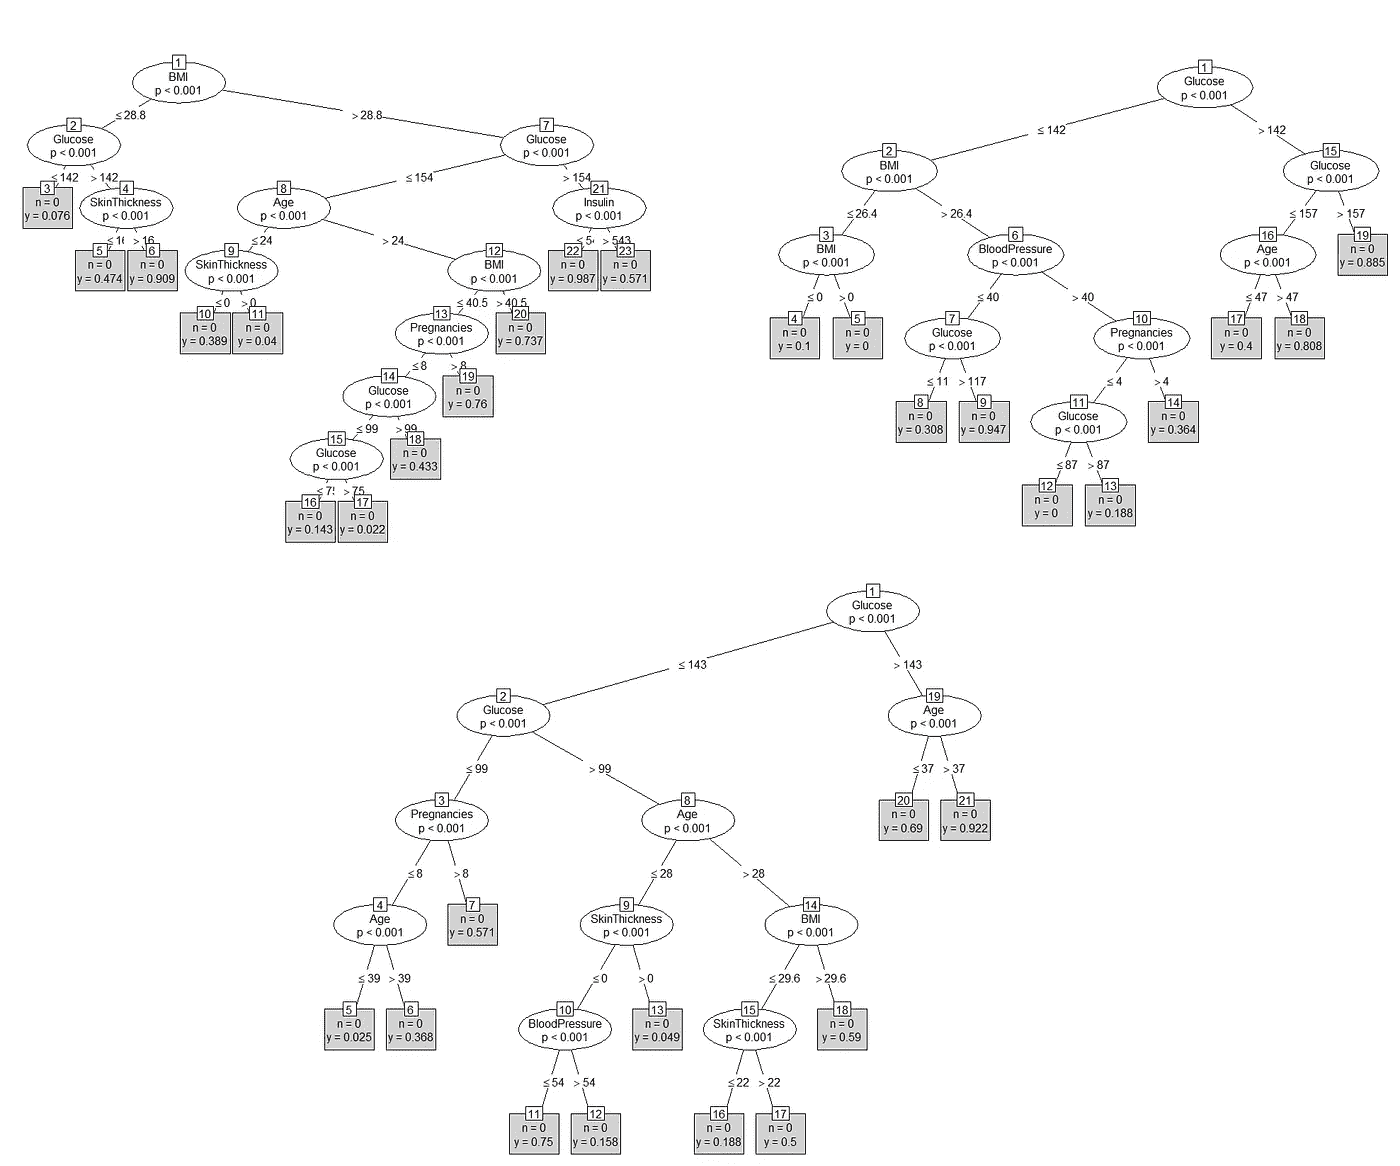 1
BMI
p < 0.001
≤ 28.8
> 28.8
2
Glucose
p < 0.001
7
Glucose
p < 0.001
≤ 142
> 142
≤ 154
> 154
3
n = 0
y = 0.076
4
SkinThickness
p < 0.001
8
Age
p < 0.001
21
Insulin
p < 0.001
> 16
≤ 24
> 24
> 543
5
n = 0
y = 0.474
6
n = 0
y = 0.909
9
SkinThickness
p < 0.001
12
BMI
p < 0.001
22
n = 0
y = 0.987
23
n = 0
y = 0.571
≤ 0
> 0
≤ 40.5
> 40.5
10
n = 0
y = 0.389
11
n = 0
y = 0.04
13
Pregnancies
p < 0.001
20
n = 0
y = 0.737
≤ 8
> 8
14
Glucose
p < 0.001
19
n = 0
y = 0.76
≤ 99
> 99
15
Glucose
p < 0.001
18
n = 0
y = 0.433
> 75
16
n = 0
y = 0.143
17
n = 0
y = 0.022
1
Glucose
p < 0.001
≤ 142
> 142
2
BMI
p < 0.001
15
Glucose
p < 0.001
≤ 26.4
> 26.4
≤ 157
> 157
3
BMI
p < 0.001
6
BloodPressure
p < 0.001
16
Age
p < 0.001
19
n = 0
y = 0.885
≤ 0
> 0
≤ 40
> 40
≤ 47
> 47
4
n = 0
y = 0.1
5
n = 0
y = 0
7
Glucose
p < 0.001
10
Pregnancies
p < 0.001
17
n = 0
y = 0.4
18
n = 0
y = 0.808
≤ 11
> 117
≤ 4
> 4
8
n = 0
y = 0.308
9
n = 0
y = 0.947
11
Glucose
p < 0.001
14
n = 0
y = 0.364
≤ 87
> 87
12
n = 0
y = 0
13
n = 0
y = 0.188
1
Glucose
p < 0.001
≤ 143
> 143
2
Glucose
p < 0.001
19
Age
p < 0.001
≤ 99
> 99
≤ 37
> 37
3
Pregnancies
p < 0.001
8
Age
p < 0.001
20
n = 0
y = 0.69
21
n = 0
y = 0.922
≤ 8
> 8
≤ 28
> 28
4
Age
p < 0.001
7
n = 0
y = 0.571
9
SkinThickness
p < 0.001
14
BMI
p < 0.001
≤ 39
> 39
≤ 0
> 0
≤ 29.6
> 29.6
5
n = 0
y = 0.025
6
n = 0
y = 0.368
10
BloodPressure
p < 0.001
13
n = 0
y = 0.049
15
SkinThickness
p < 0.001
18
n = 0
y = 0.59
≤ 54
> 54
≤ 22
> 22
11
n = 0
y = 0.75
12
n = 0
y = 0.158
16
n = 0
y = 0.188
17
n = 0
y = 0.5